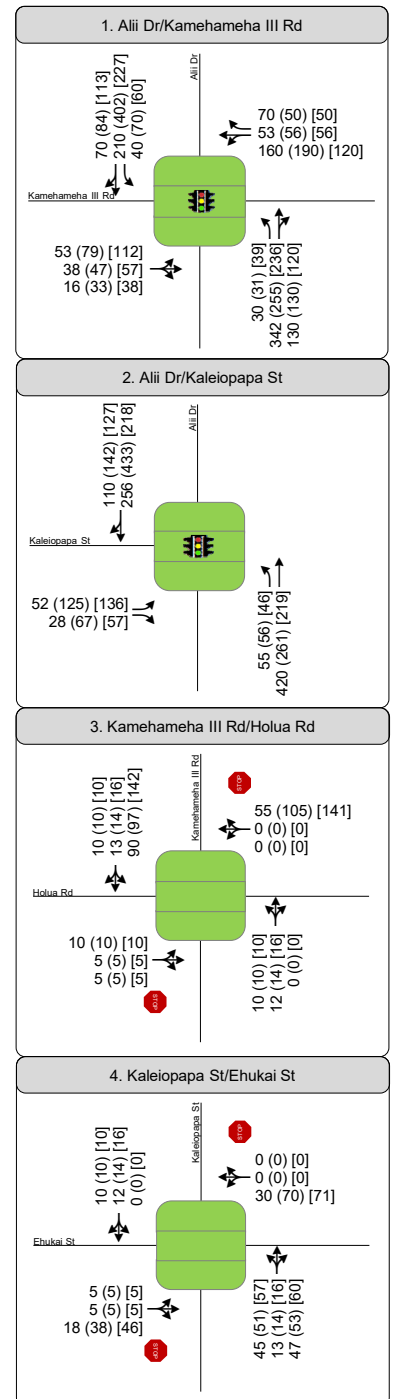 1. Alii Dr/Kamehameha III Rd
70 (84) [113]
210 (402) [227]
40 (70) [60]
Alii Dr
70 (50) [50]
53 (56) [56]
160 (190) [120]
Kamehameha III Rd
53 (79) [112]
38 (47) [57]
16 (33) [38]
30 (31) [39]
342 (255) [236]
130 (130) [120]
2. Alii Dr/Kaleiopapa St
110 (142) [127]
256 (433) [218]
Alii Dr
Kaleiopapa St
52 (125) [136]
28 (67) [57]
55 (56) [46]
420 (261) [219]
3. Kamehameha III Rd/Holua Rd
10 (10) [10]
13 (14) [16]
90 (97) [142]
Kamehameha III Rd
STOP
55 (105) [141]
0 (0) [0]
0 (0) [0]
Holua Rd
10 (10) [10]
5 (5) [5]
5 (5) [5]
STOP
10 (10) [10]
12 (14) [16]
0 (0) [0]
4. Kaleiopapa St/Ehukai St
10 (10) [10]
12 (14) [16]
0 (0) [0]
Kaleiopapa St
STOP
0 (0) [0]
0 (0) [0]
30 (70) [71]
Ehukai St
5 (5) [5]
5 (5) [5]
18 (38) [46]
STOP
45 (51) [57]
13 (14) [16]
47 (53) [60]